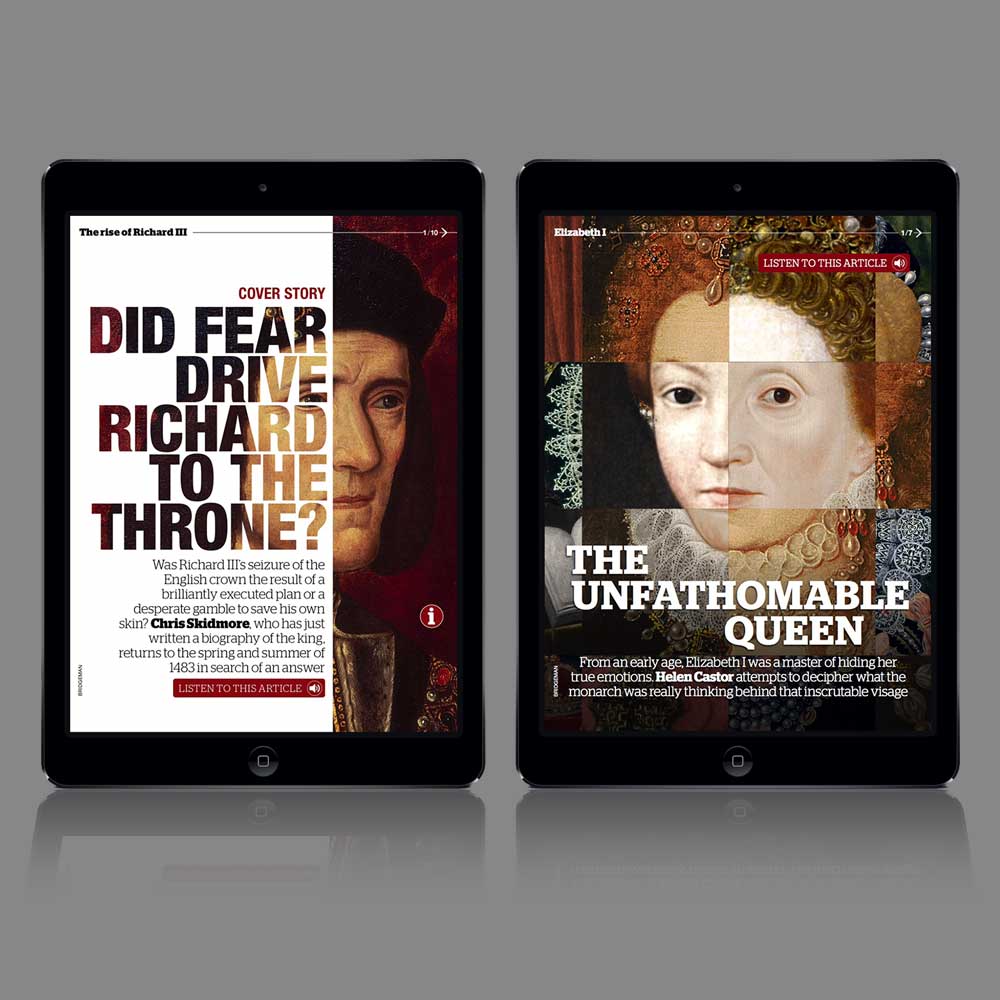 The rise of Richard III
1/10
COVER STORY
DID FEAR
DRIVE
RICHARD
TO THE
THRONE?
Was Richard III's seizure of the
English crown the result of a
brilliantly executed plan or a
desperate gamble to save his own
skin? Chris Skidmore, who has just
written a biography of the king,
returns to the spring and summer of
1483 in search of an answer
LISTEN TO THIS ARTICLE
BRIDGEMAN
i
Elizabeth I
1/7
LISTEN TO THIS ARTICLE
THE
UNFATHOMABLE
QUEEN
From an early age, Elizabeth I was a master of hiding her
true emotions. Helen Castor attempts to decipher what the
monarch was really thinking behind that inscrutable visage
BRIDGEMAN